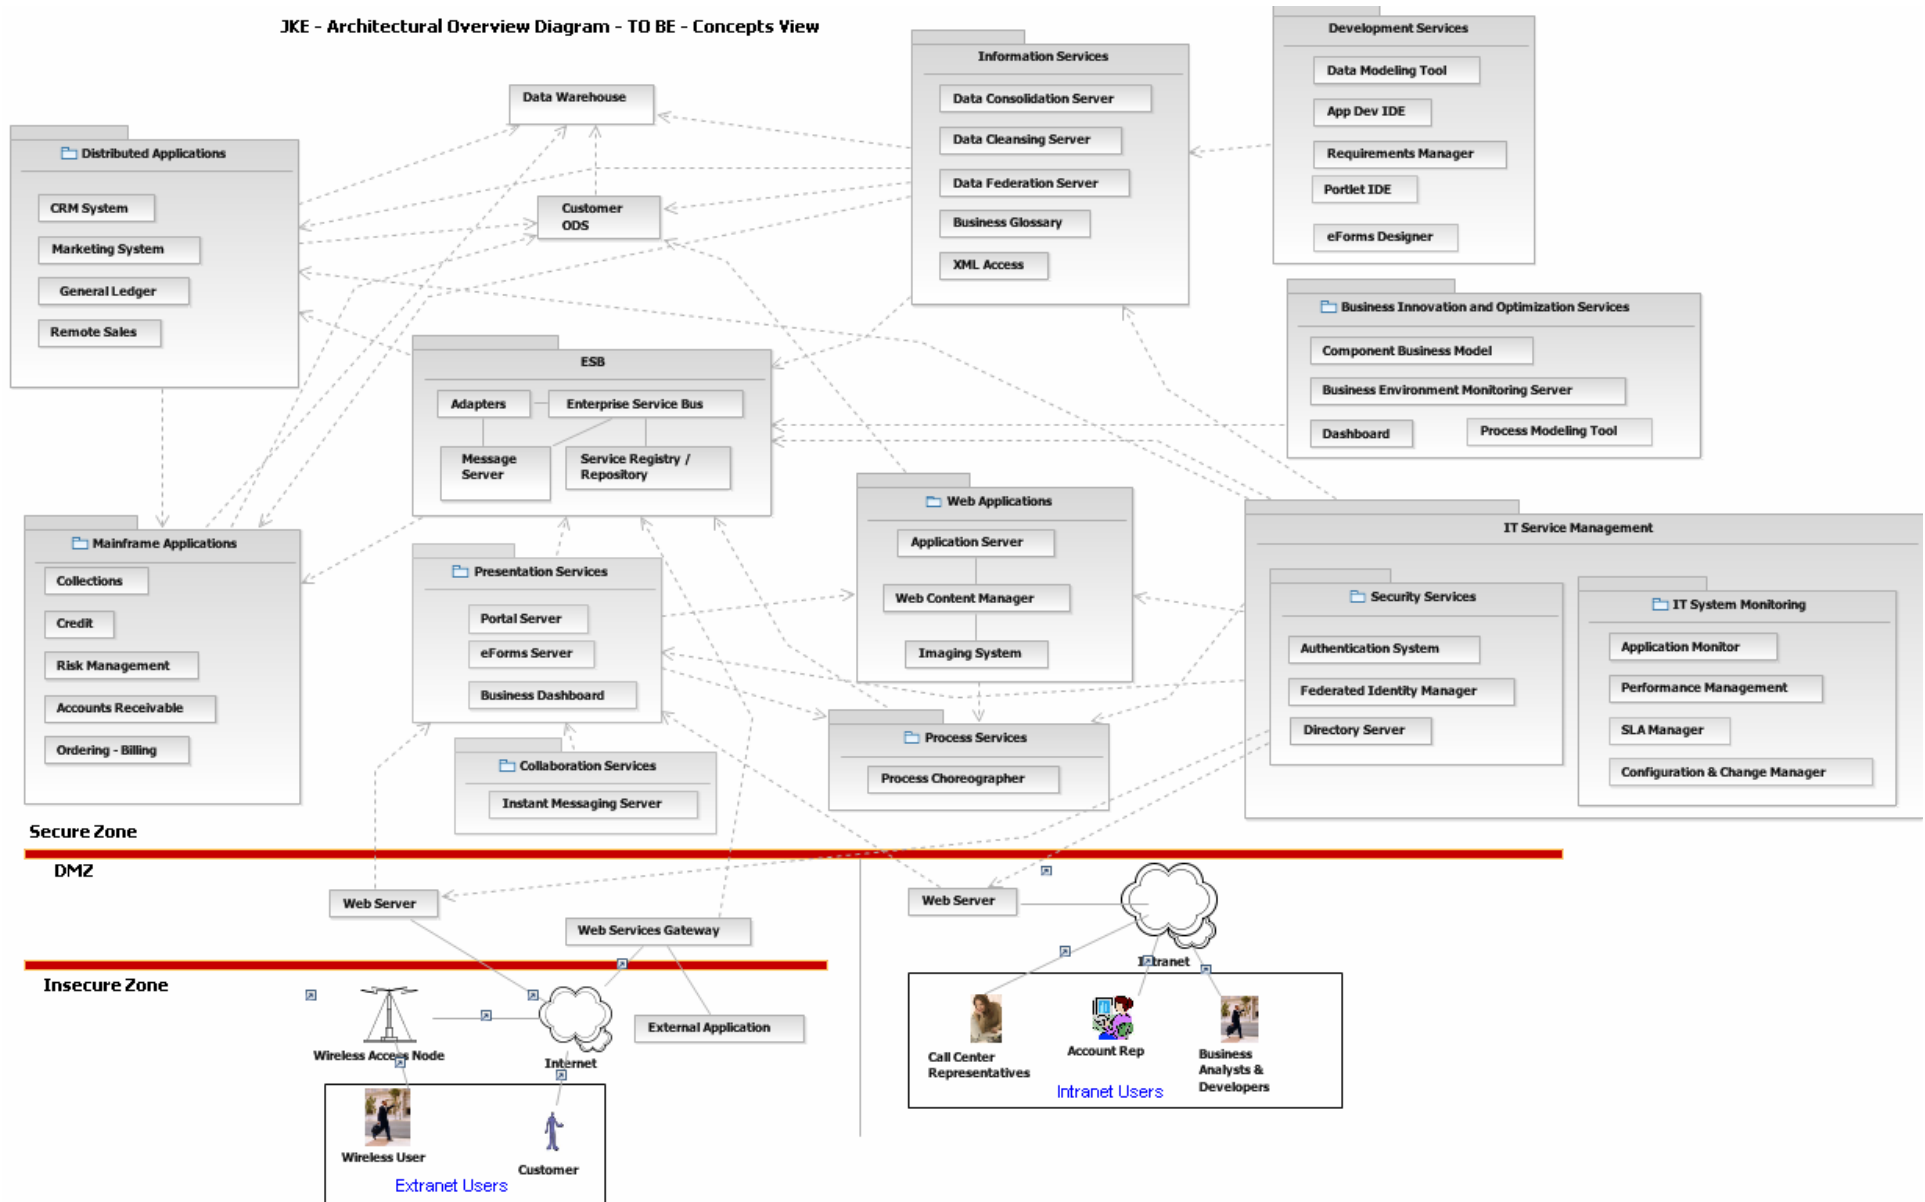 JKE - Architectural Overview Diagram - TO BE - Concepts View
Development Services
Data Modeling Tool
App Dev IDE
Requirements Manager
Portlet IDE
eForms Designer
Information Services
Data Consolidation Server
Data Cleansing Server
Data Federation Server
Business Glossary
XML Access
Data Warehouse
Customer
ODS
Distributed Applications
CRM System
Marketing System
General Ledger
Remote Sales
Business Innovation and Optimization Services
Component Business Model
Business Environment Monitoring Server
Dashboard
Process Modeling Tool
ESB
Adapters
Enterprise Service Bus
Message
Server
Service Registry /
Repository
Web Applications
Application Server
Web Content Manager
Imaging System
IT Service Management
Security Services
Authentication System
Federated Identity Manager
Directory Server
IT System Monitoring
Application Monitor
Performance Management
SLA Manager
Configuration & Change Manager
Mainframe Applications
Collections
Credit
Risk Management
Accounts Receivable
Ordering - Billing
Presentation Services
Portal Server
eForms Server
Business Dashboard
Process Services
Process Choreographer
Collaboration Services
Instant Messaging Server
Secure Zone
DMZ
Web Server
Web Services Gateway
Web Server
Intranet
Insecure Zone
Wireless Access Node
Internet
External Application
Call Center
Representatives
Account Rep
Business
Analysts &
Developers
Intranet Users
Wireless User
Customer
Extranet Users